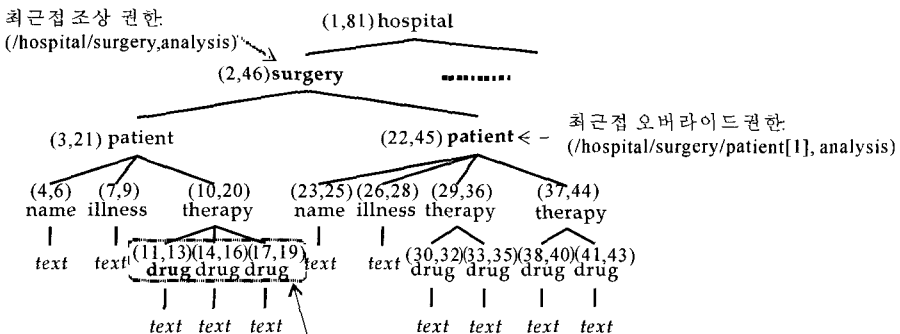 최근접 조상 권한:
(/hospital/surgery,analysis)
(1,81) hospital
(2,46) surgery
(3,21) patient
(22,45) patient
최근접 오버라이드 권한:
(/hospital/surgery/patient[1], analysis)
(4,6) (7,9) (10,20) (23,25) (26,28) (29,36) (37,44)
name illness therapy name illness therapy therapy
text text (11,13) (14,16) (17,19) text text (30,32) (33,35) (38,40) (41,43)
drug drug drug drug drug drug drug
text text text text text text text